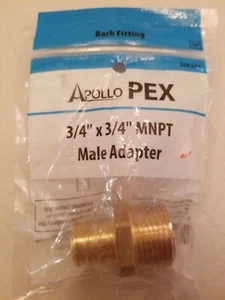 Barb Fitting
APOLLO PEX
3/4" x 3/4" MNPT
Male Adapter